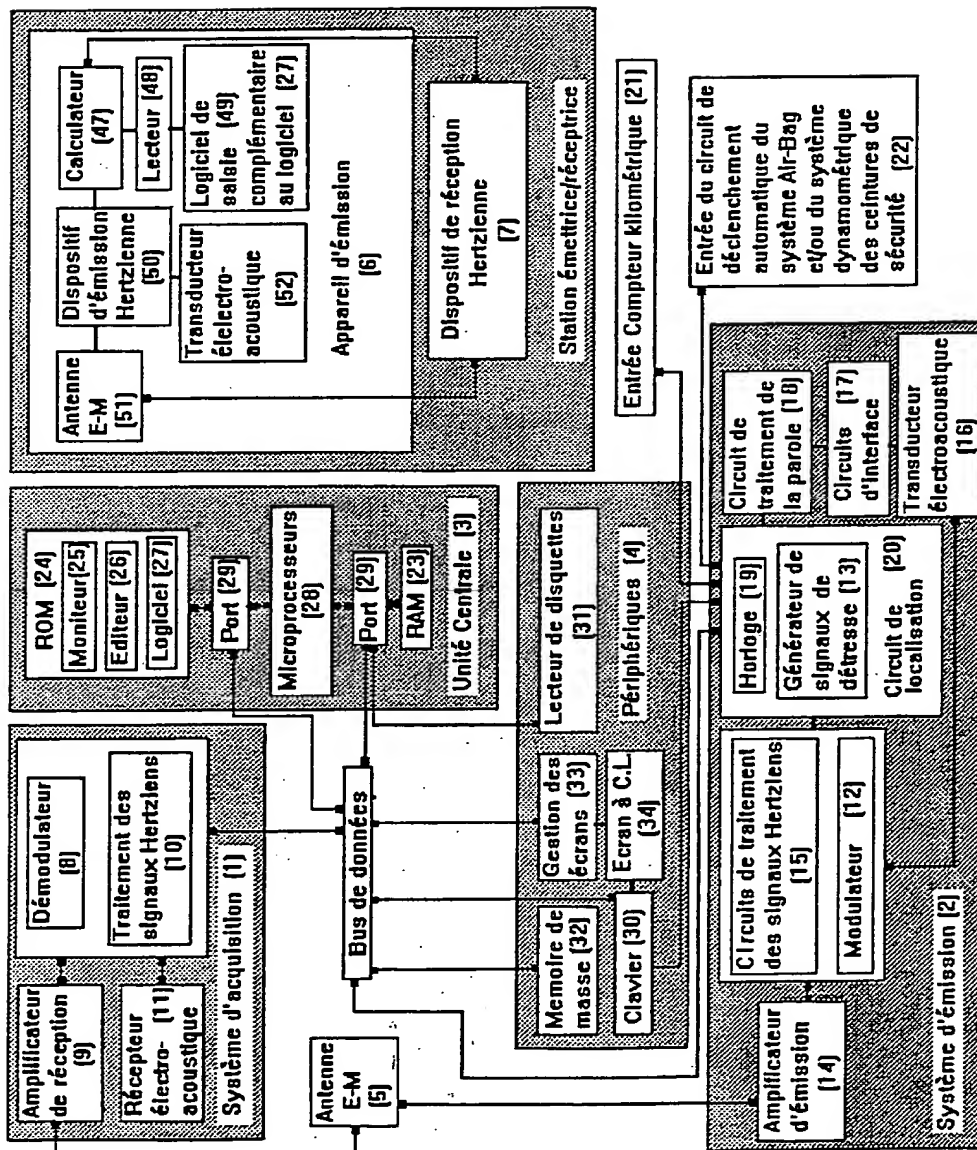 Démodulateur
(8)
Traitement des
signaux Hertziens
(10)
Amplificateur
de réception
(9)
Récepteur
électro- (11)
acoustique
Système d'acquisition (1)
ROM (24)
Moniteur(25)
Editeur (26)
Logiciel (27)
Port (29)
Microprocesseurs
(28)
Port (29)
RAM (23)
Unité Centrale (3)
Calculateur
(47)
Lecteur (48)
Logiciel de
saisie (49)
complémentaire
au logiciel (27)
Dispositif
d'émission
Hertzienne
(50)
Transducteur
élelectro-
acoustique
(52)
Antenne
E-M
(51)
Appareil d'émission
(6)
Dispositif de réception
Hertzienne
(7)
Station émettrice/réceptrice
Antenne
E-M
(5)
Bus de données
Memoire de
masse (32)
Clavier (30)
Gestion des
écrans (33)
Ecran à C.L.
(34)
Lecteur de disquettes
(31)
Périphériques (4)
Entrée Compteur kilométrique (21)
Entrée du circuit de
déclenchement
automatique du
système Air-Bag
et/ou du système
dynamométrique
des ceintures de
sécurité (22)
Amplificateur
d'émission
(14)
Circuits de traitement
des signaux Hertziens
(15)
Modulateur (12)
Horloge (19)
Générateur de
signaux de
détresse (13)
Circuit de (20)
localisation
Circuit de
traitement de
la parole (18)
Circuits (17)
d'interface
Transducteur
électroacoustique
(16)
Système d'émission (2)